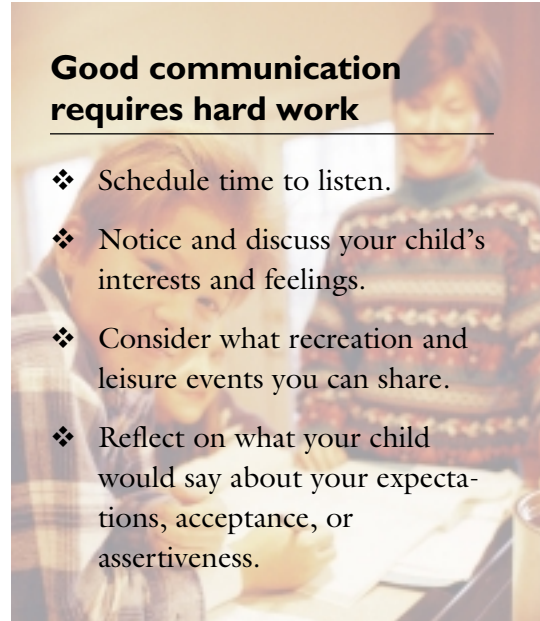 Good communication
requires hard work
❖ Schedule time to listen.
❖ Notice and discuss your child’s
interests and feelings.
❖ Consider what recreation and
leisure events you can share.
❖ Reflect on what your child
would say about your expecta-
tions, acceptance, or
assertiveness.